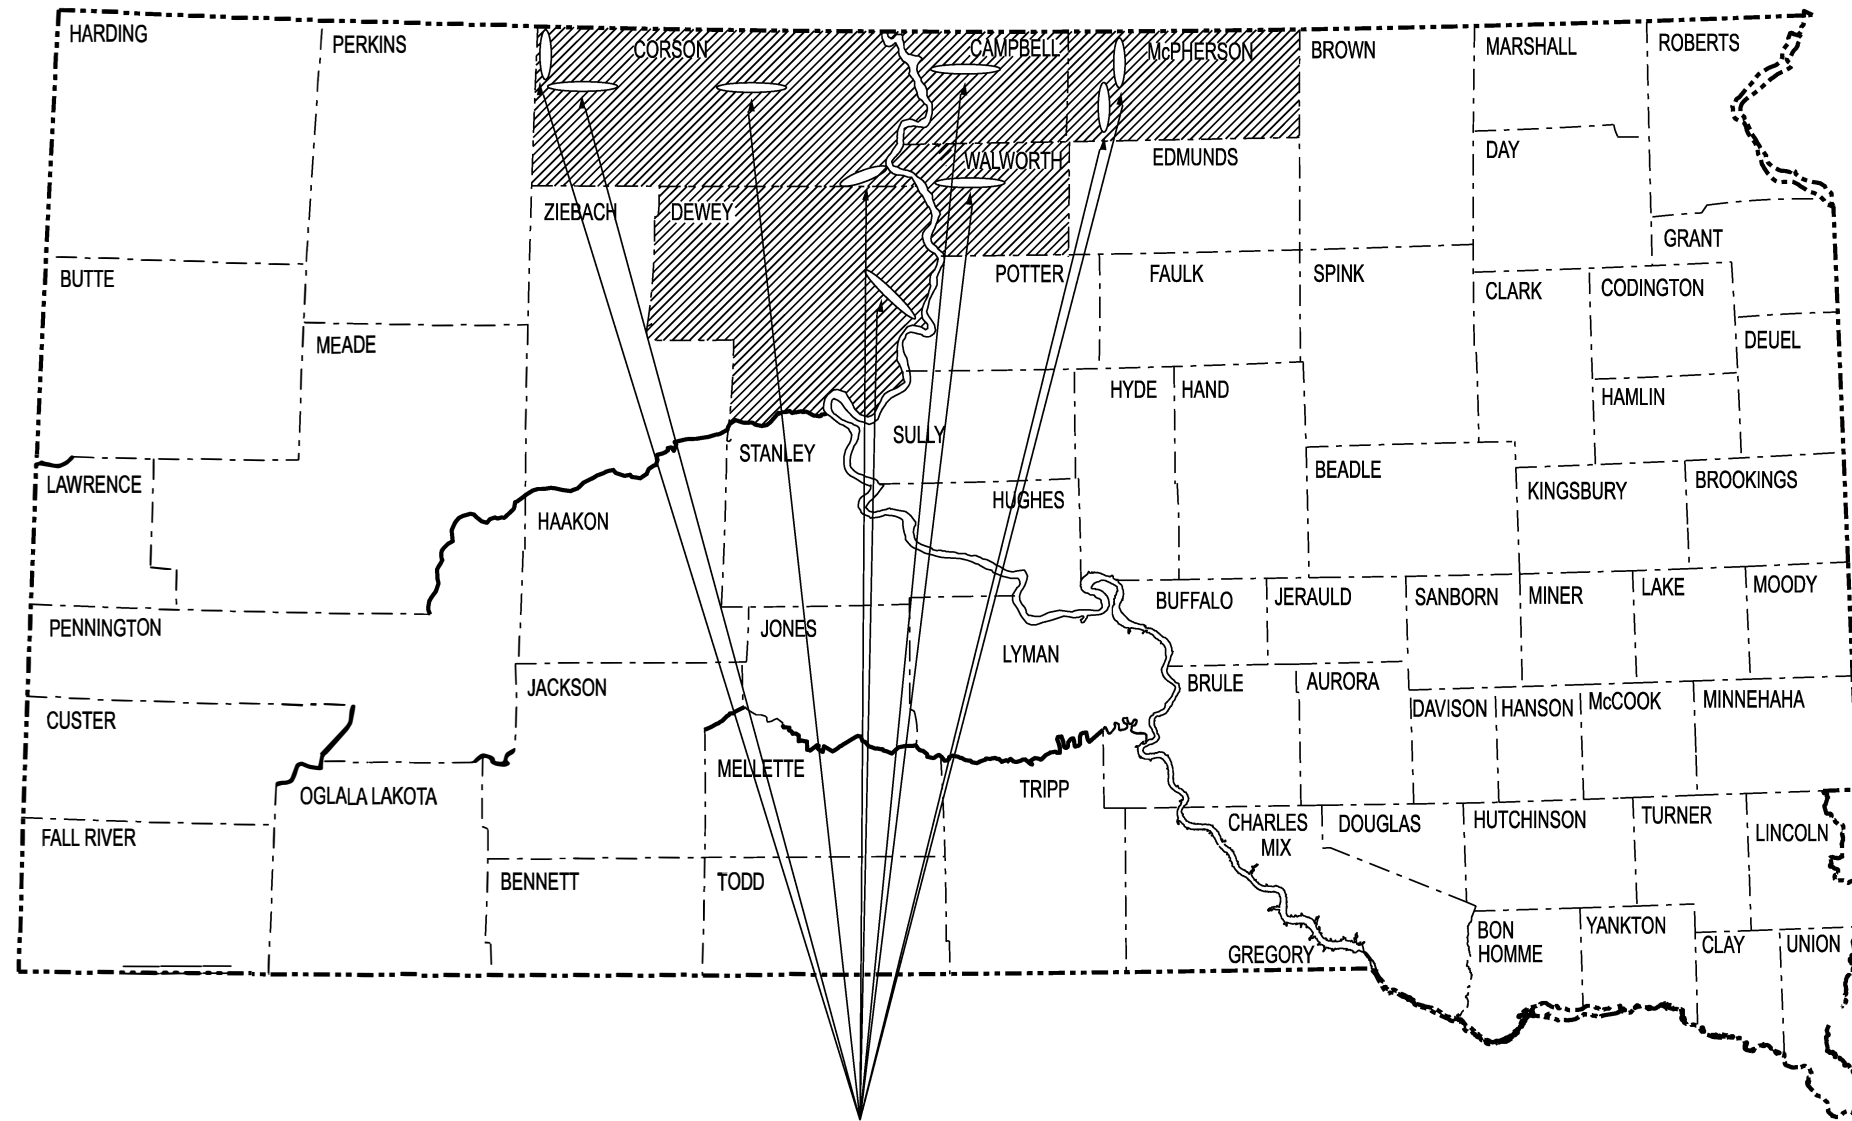 HARDING
PERKINS
CORSON
CAMPBELL
McPHERSON
BROWN
MARSHALL
ROBERTS
WALWORTH
EDMUNDS
DAY
ZIEBACH
DEWEY
GRANT
BUTTE
POTTER
FAULK
SPINK
CLARK
CODINGTON
MEADE
DEUEL
HYDE
HAND
HAMLIN
SULLY
STANLEY
LAWRENCE
BEADLE
KINGSBURY
BROOKINGS
HAAKON
HUGHES
PENNINGTON
JONES
LYMAN
BUFFALO
JERAULD
SANBORN
MINER
LAKE
MOODY
JACKSON
BRULE
AURORA
CUSTER
DAVISON
HANSON
McCOOK
MINNEHAHA
MELLETTE
TRIPP
OGLALA LAKOTA
FALL RIVER
CHARLES
MIX
DOUGLAS
HUTCHINSON
TURNER
LINCOLN
BENNETT
TODD
GREGORY
BON
HOMME
YANKTON
CLAY
UNION